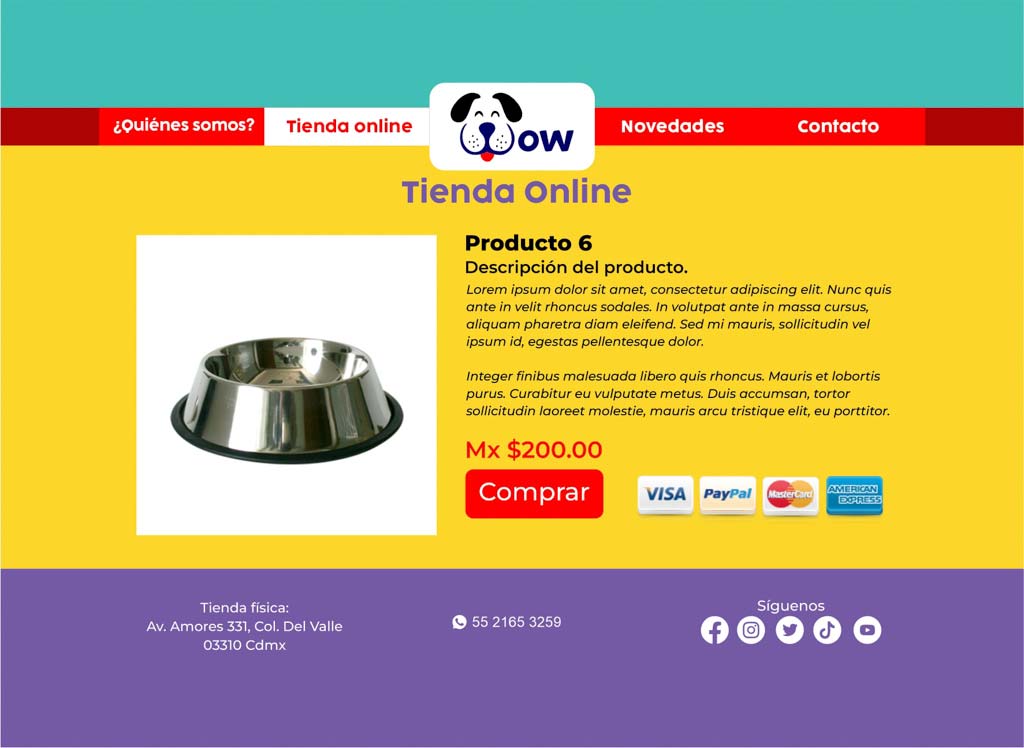 ¿Quiénes somos?
Tienda online
Wow
Novedades
Contacto
Tienda Online
Producto 6
Descripción del producto.
Lorem ipsum dolor sit amet, consectetur adipiscing elit. Nunc quis
ante in velit rhoncus sodales. In volutpat ante in massa cursus,
aliquam pharetra diam eleifend. Sed mi mauris, sollicitudin vel
ipsum id, egestas pellentesque dolor.
Integer finibus malesuada libero quis rhoncus. Mauris et lobortis
purus. Curabitur eu vulputate metus. Duis accumsan, tortor
sollicitudin laoreet molestie, mauris arcu tristique elit, eu porttitor.
Mx $200.00
Comprar
VISA
PayPal
MasterCard
AMERICAN
EXPRESS
Tienda física:
Av. Amores 331, Col. Del Valle
03310 Cdmx
55 2165 3259
Síguenos